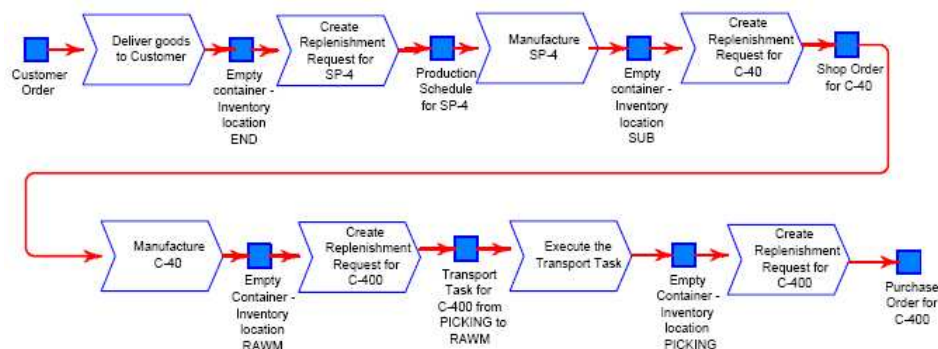 Deliver goods
to Customer
Create
Replenishment
Request for
SP-4
Manufacture
SP-4
Create
Replenishment
Request for
C-40
Customer
Order
Empty
container -
Inventory
location
END
Production
Schedule
for SP-4
Empty
container -
Inventory
location
SUB
Shop Order
for C-40
Manufacture
C-40
Create
Replenishment
Request for
C-400
Execute the
Transport Task
Create
Replenishment
Request for
C-400
Empty
Container -
Inventory
location
RAWM
Transport
Task for
C-400 from
PICKING to
RAWM
Empty
Container -
Inventory
location
PICKING
Purchase
Order for
C-400